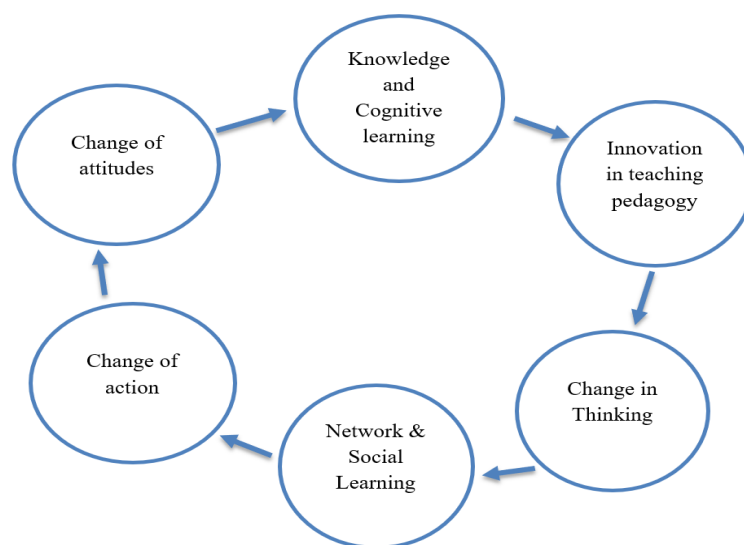 Knowledge
and
Cognitive
learning
Innovation
in teaching
pedagogy
Change in
Thinking
Network &
Social
Learning
Change of
action
Change of
attitudes